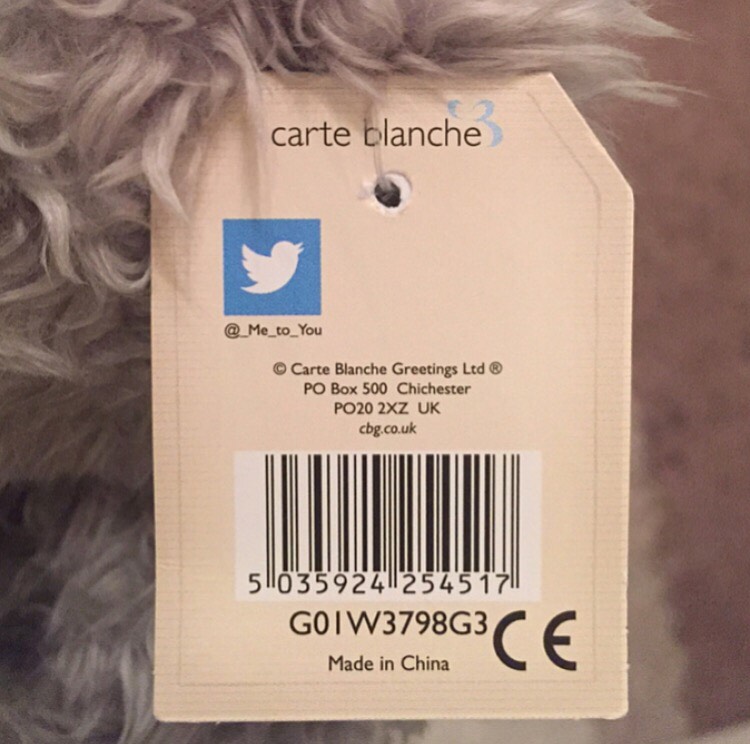 carte blanche
@_Me_to_You
© Carte Blanche Greetings Ltd ®
PO Box 500 Chichester
PO20 2XZ UK
cbg.co.uk
5 035924 254517
G01W3798G3 CE
Made in China